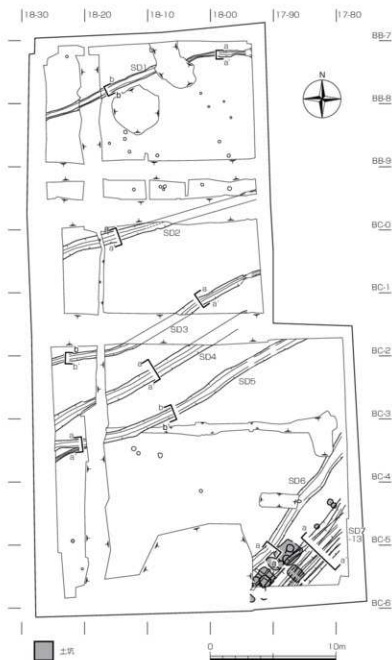 18-30 18-20 18-10 18-00 17-90 17-80
BB-7
a
a
b
SD1
b
BB-8
N
BB-9
BC-0
a
SD2
a
BC-1
a
a
SD3
BC-2
b
b
SD4
SD5
b
b
BC-3
a
a
BC-4
SD6
SD7
-13
BC-5
a
a
BC-6
土坑
0 10m